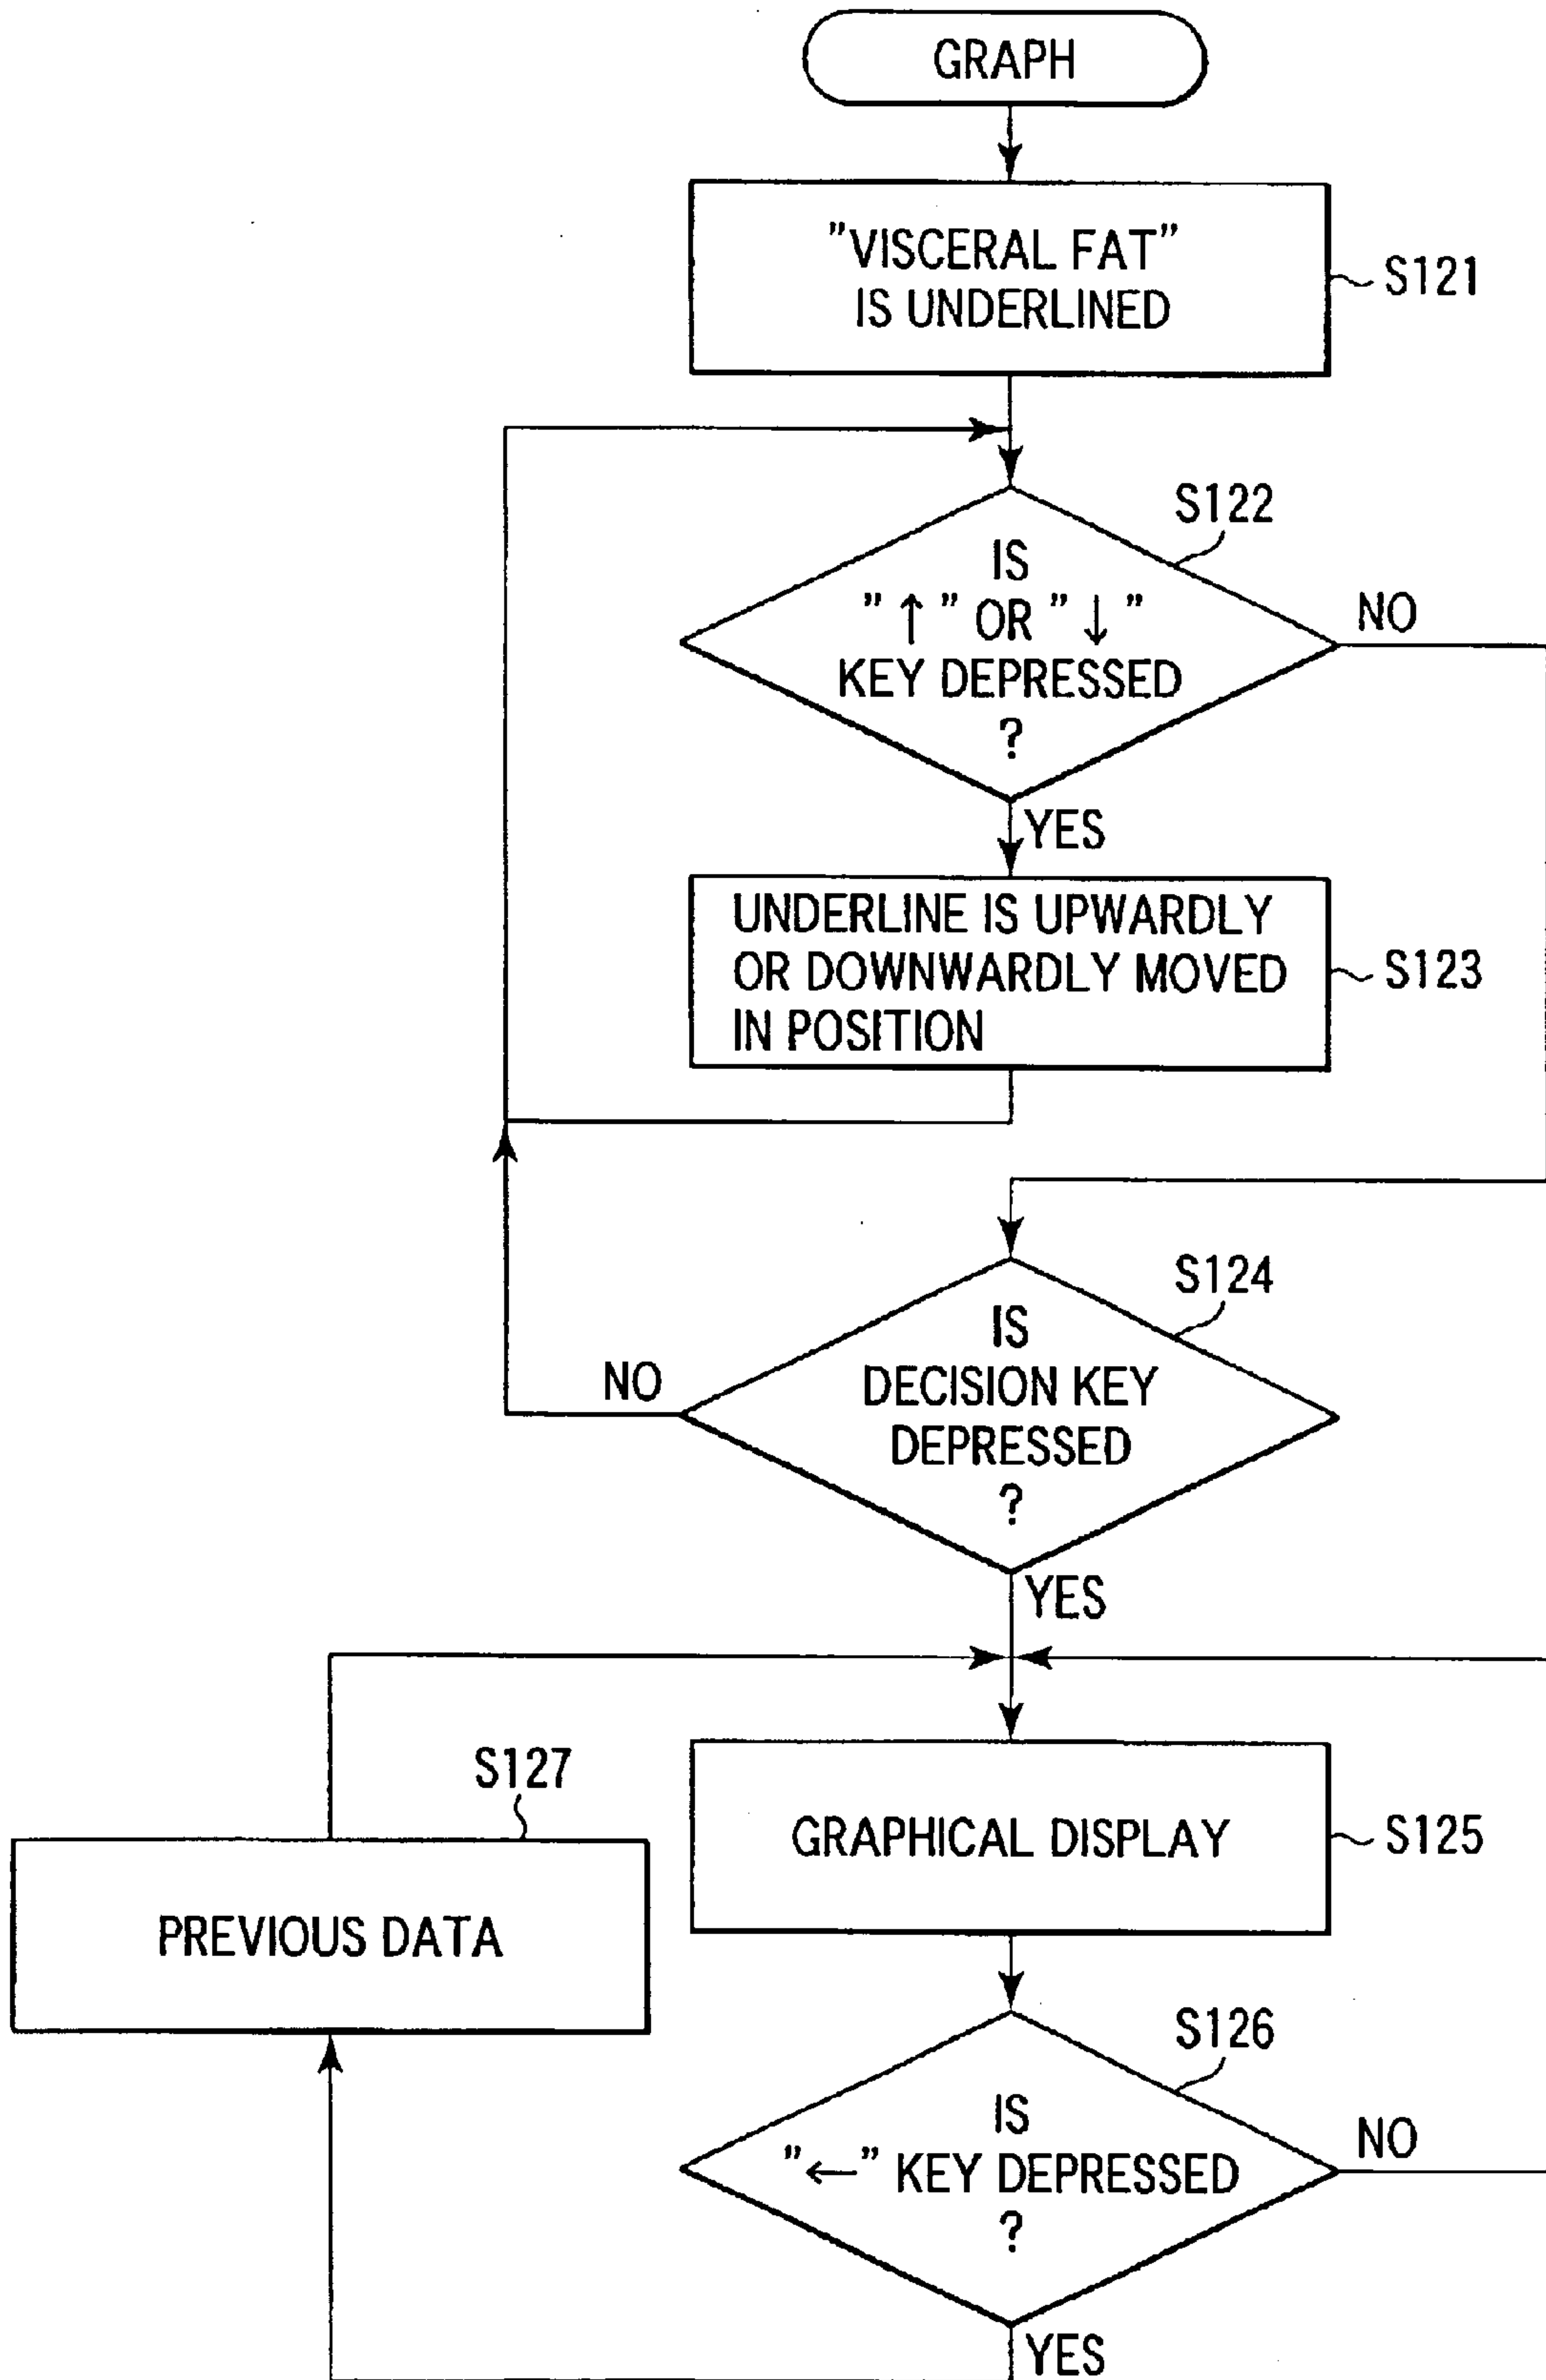 GRAPH
"VISCERAL FAT"
IS UNDERLINED
S121
S122
IS
"↑" OR "↓"
KEY DEPRESSED
?
NO
YES
UNDERLINE IS UPWARDLY
OR DOWNWARDLY MOVED
IN POSITION
S123
S124
IS
DECISION KEY
DEPRESSED
?
NO
YES
S127
PREVIOUS DATA
GRAPHICAL DISPLAY
S125
S126
IS
"←" KEY DEPRESSED
?
NO
YES